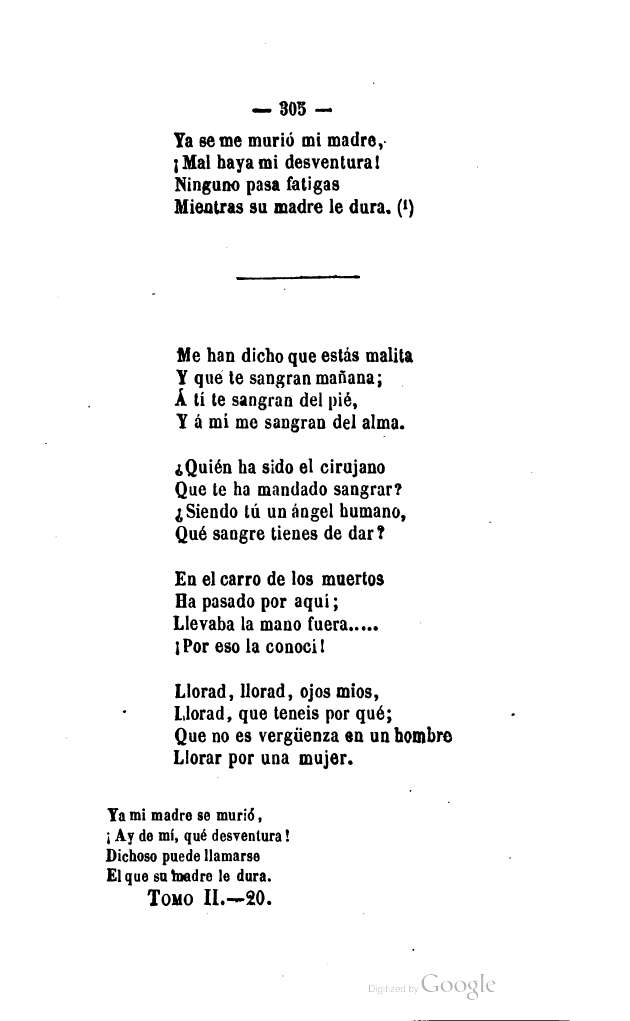 — 305 —
Ya se me murió mi madre,
¡Mal haya mi desventura!
Ninguno pasa fatigas
Mientras su madre le dura. (¹)
Me han dicho que estás malita
Y que te sangran mañana;
Á tí te sangran del pié,
Y á mi me sangran del alma.
¿Quién ha sido el cirujano
Que te ha mandado sangrar?
¿Siendo tú un ángel humano,
Qué sangre tienes de dar?
En el carro de los muertos
Ha pasado por aquí;
Llevaba la mano fuera.....
¡Por eso la conocí!
Llorad, llorad, ojos mios,
Llorad, que teneis por qué;
Que no es vergüenza en un hombre
Llorar por una mujer.
Ya mi madre se murió,
¡Ay de mí, qué desventura!
Dichoso puede llamarse
El que su madre le dura.
TOMO II.—20.
Digitized by Google